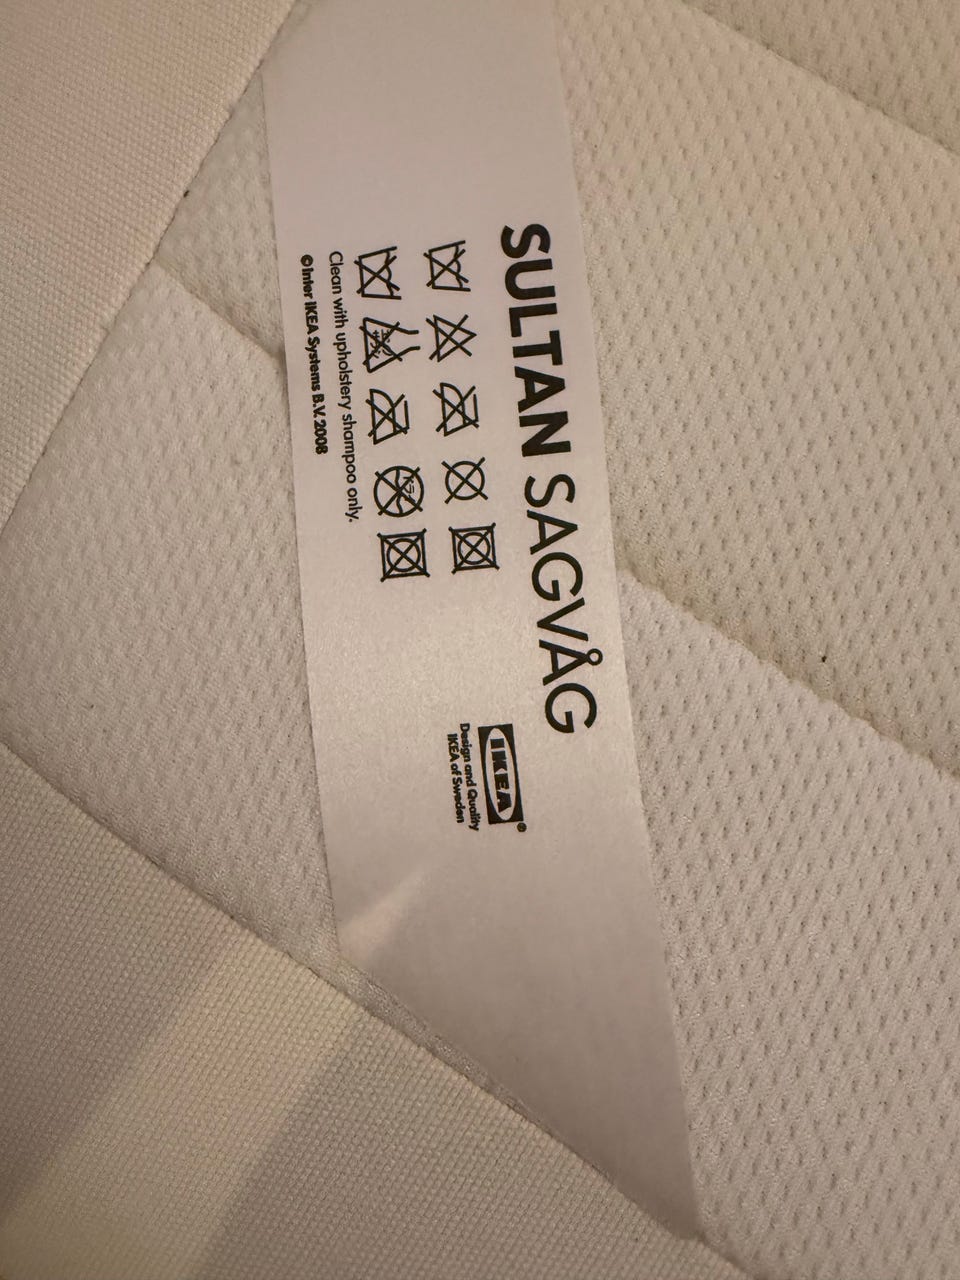 SULTAN SAGVÅG
Clean with upholstery shampoo only.
©Inter IKEA Systems B.V. 2008
IKEA®
Design and Quality
IKEA of Sweden